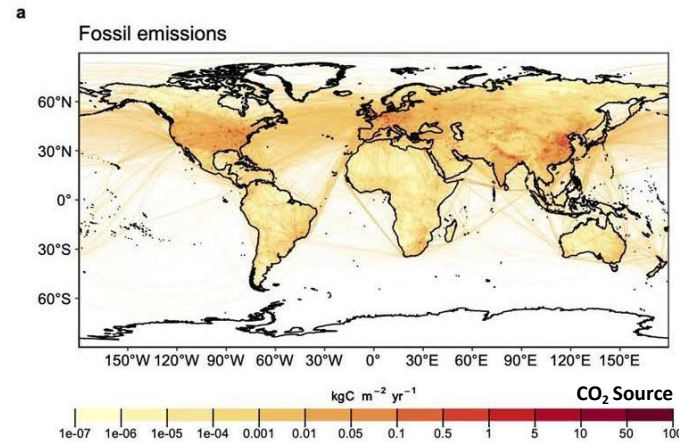 a
Fossil emissions
60°N
30°N
0°
30°S
60°S
150°W 120°W 90°W 60°W 30°W 0° 30°E 60°E 90°E 120°E 150°E
kgC m⁻² yr⁻¹
CO₂ Source
1e-07 1e-06 1e-05 1e-04 0.001 0.01 0.05 0.1 0.5 1 5 10 50 100